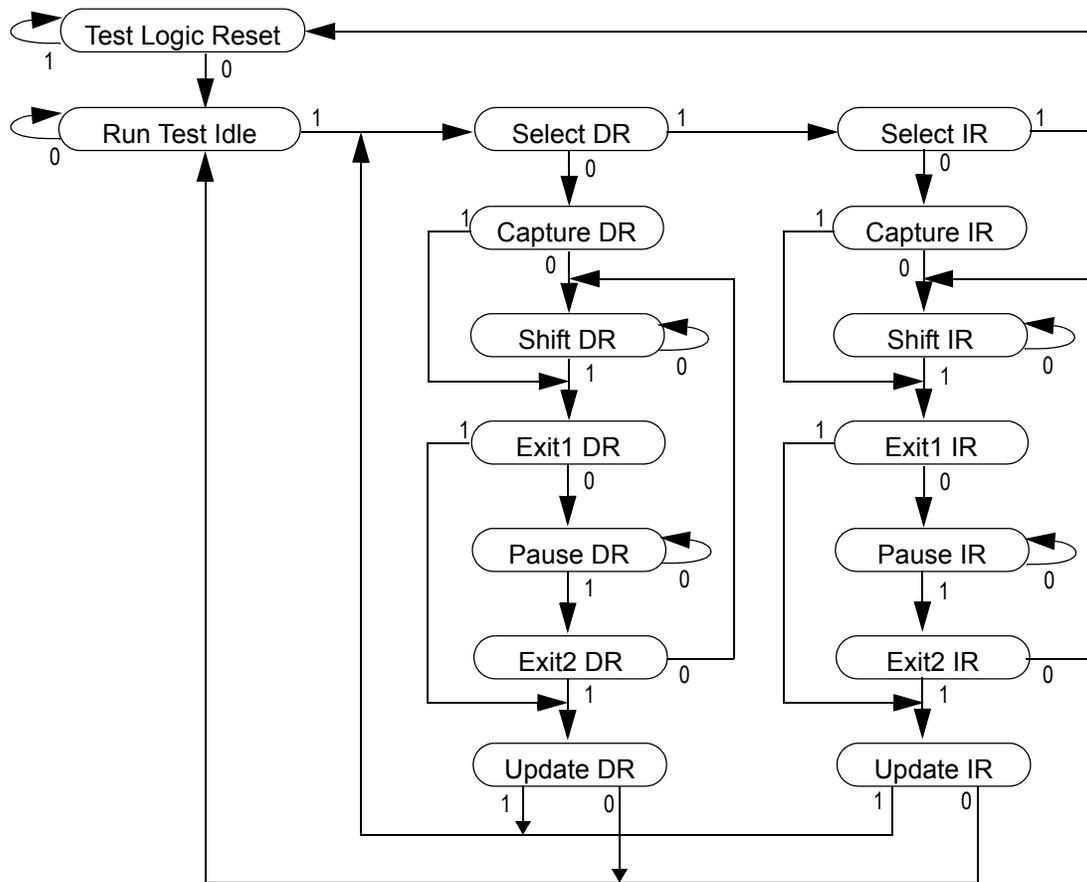 Test Logic Reset
1
0
Run Test Idle
1
Select DR
1
Select IR
1
0
0
0
1
Capture DR
1
Capture IR
0
0
Shift DR
Shift IR
0
0
1
1
1
Exit1 DR
1
Exit1 IR
0
0
Pause DR
Pause IR
0
0
1
1
Exit2 DR
Exit2 IR
0
0
1
1
Update DR
Update IR
1
0
1
0